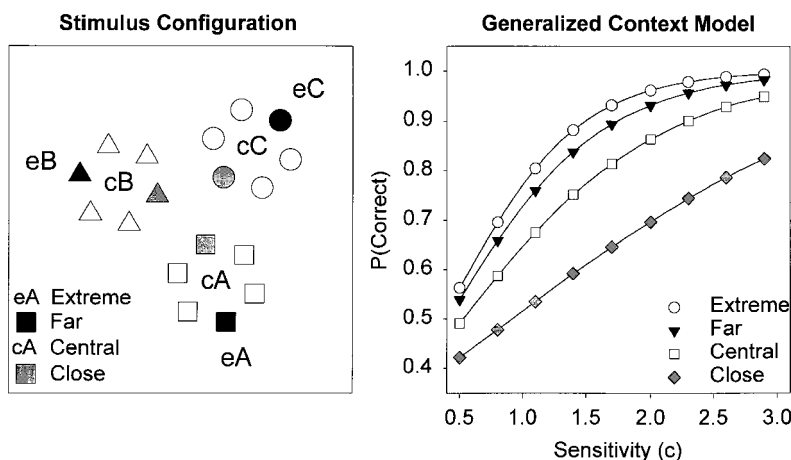 Stimulus Configuration
eC
cC
eB
cB
cA
eA
eA Extreme
Far
cA Central
Close
Generalized Context Model
P(Correct)
1.0
0.9
0.8
0.7
0.6
0.5
0.4
Extreme
Far
Central
Close
0.5 1.0 1.5 2.0 2.5 3.0
Sensitivity (c)